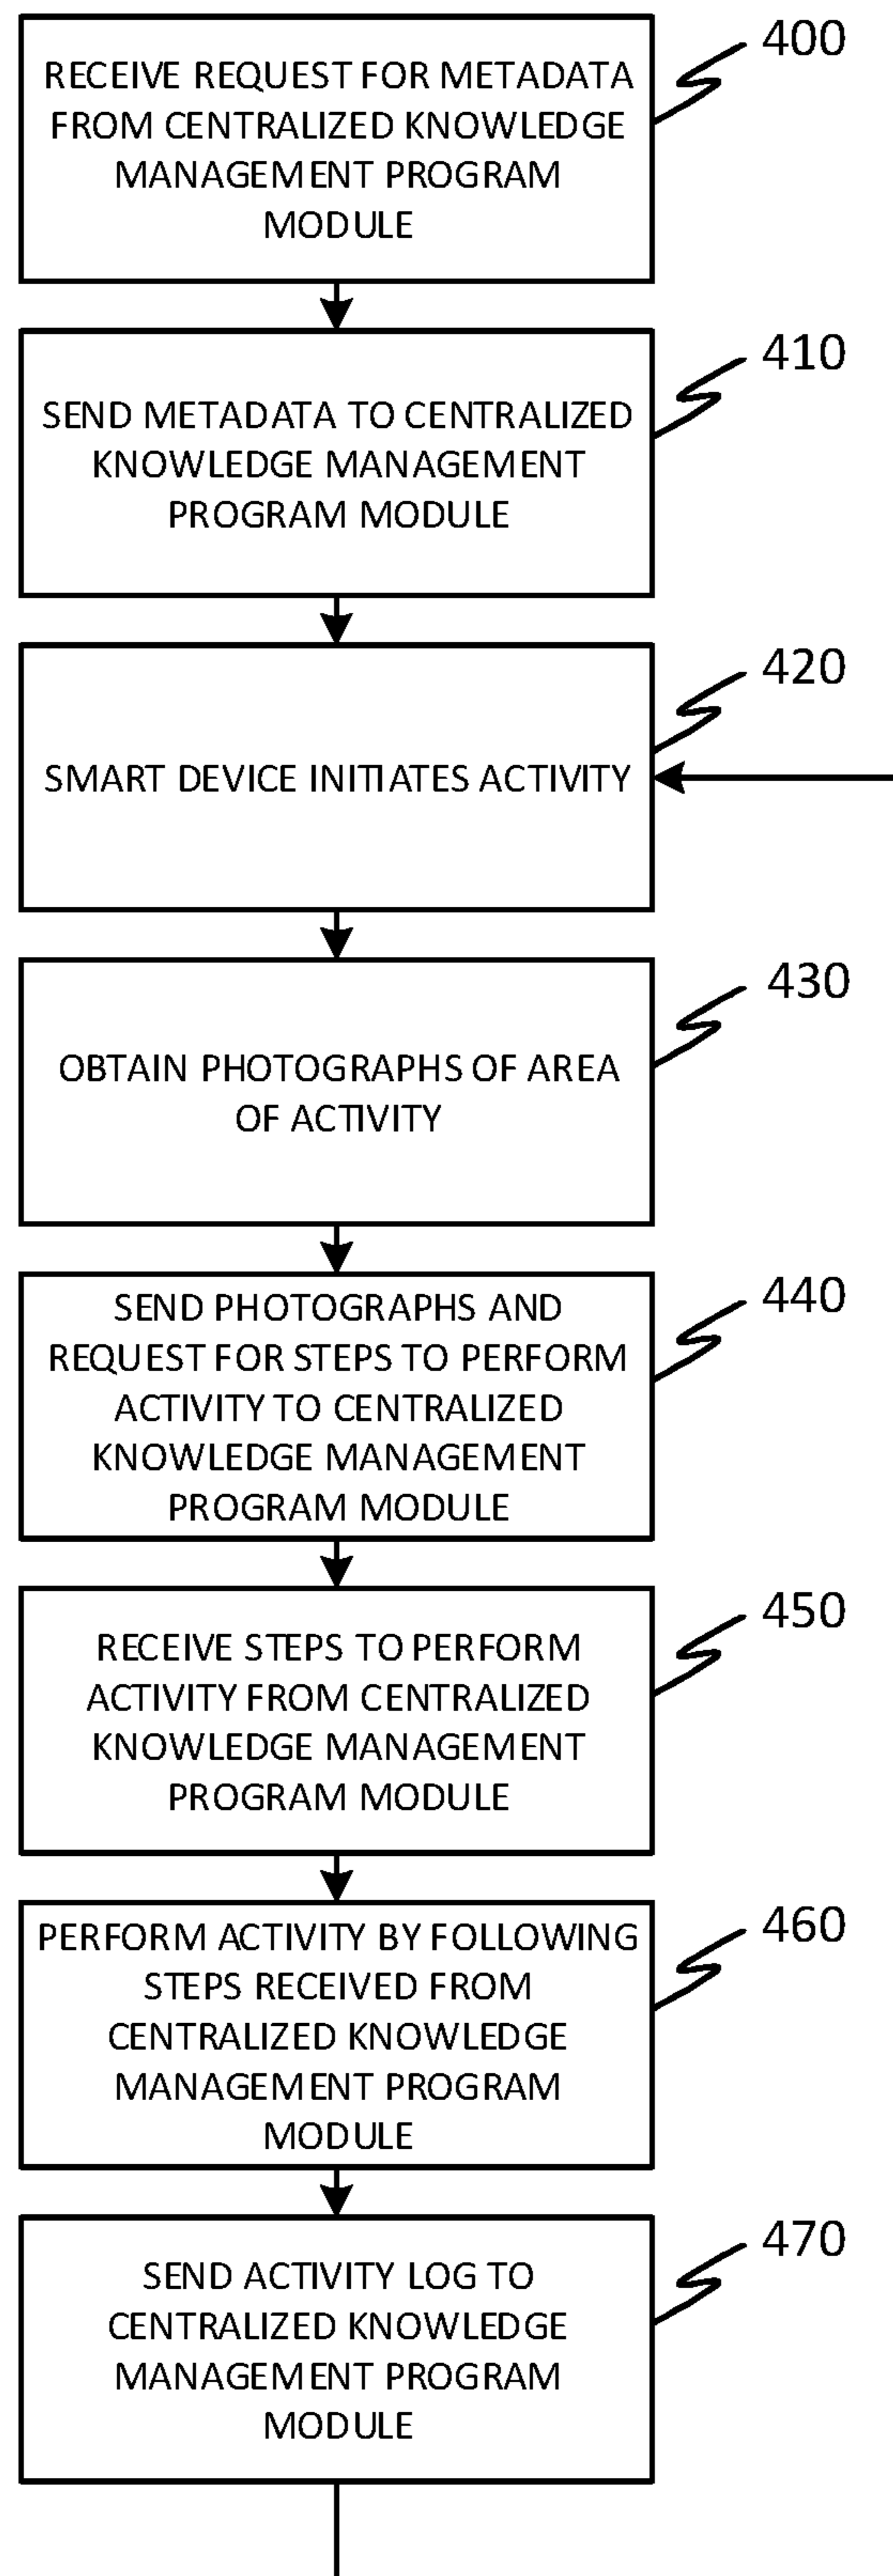 400
RECEIVE REQUEST FOR METADATA
FROM CENTRALIZED KNOWLEDGE
MANAGEMENT PROGRAM
MODULE
410
SEND METADATA TO CENTRALIZED
KNOWLEDGE MANAGEMENT
PROGRAM MODULE
420
SMART DEVICE INITIATES ACTIVITY
430
OBTAIN PHOTOGRAPHS OF AREA
OF ACTIVITY
440
SEND PHOTOGRAPHS AND
REQUEST FOR STEPS TO PERFORM
ACTIVITY TO CENTRALIZED
KNOWLEDGE MANAGEMENT
PROGRAM MODULE
450
RECEIVE STEPS TO PERFORM
ACTIVITY FROM CENTRALIZED
KNOWLEDGE MANAGEMENT
PROGRAM MODULE
460
PERFORM ACTIVITY BY FOLLOWING
STEPS RECEIVED FROM
CENTRALIZED KNOWLEDGE
MANAGEMENT PROGRAM
MODULE
470
SEND ACTIVITY LOG TO
CENTRALIZED KNOWLEDGE
MANAGEMENT PROGRAM
MODULE